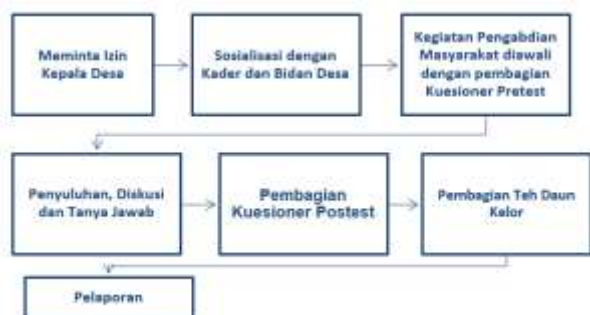 Meminta Izin
Kepala Desa
Sosialisasi dengan
Kader dan Bidan Desa
Kegiatan Pengabdian
Masyarakat diawali
dengan pembagian
Kuesioner Pretest
Penyuluhan, Diskusi
dan Tanya Jawab
Pembagian
Kuesioner Postest
Pembagian Teh Daun
Kelor
Pelaporan